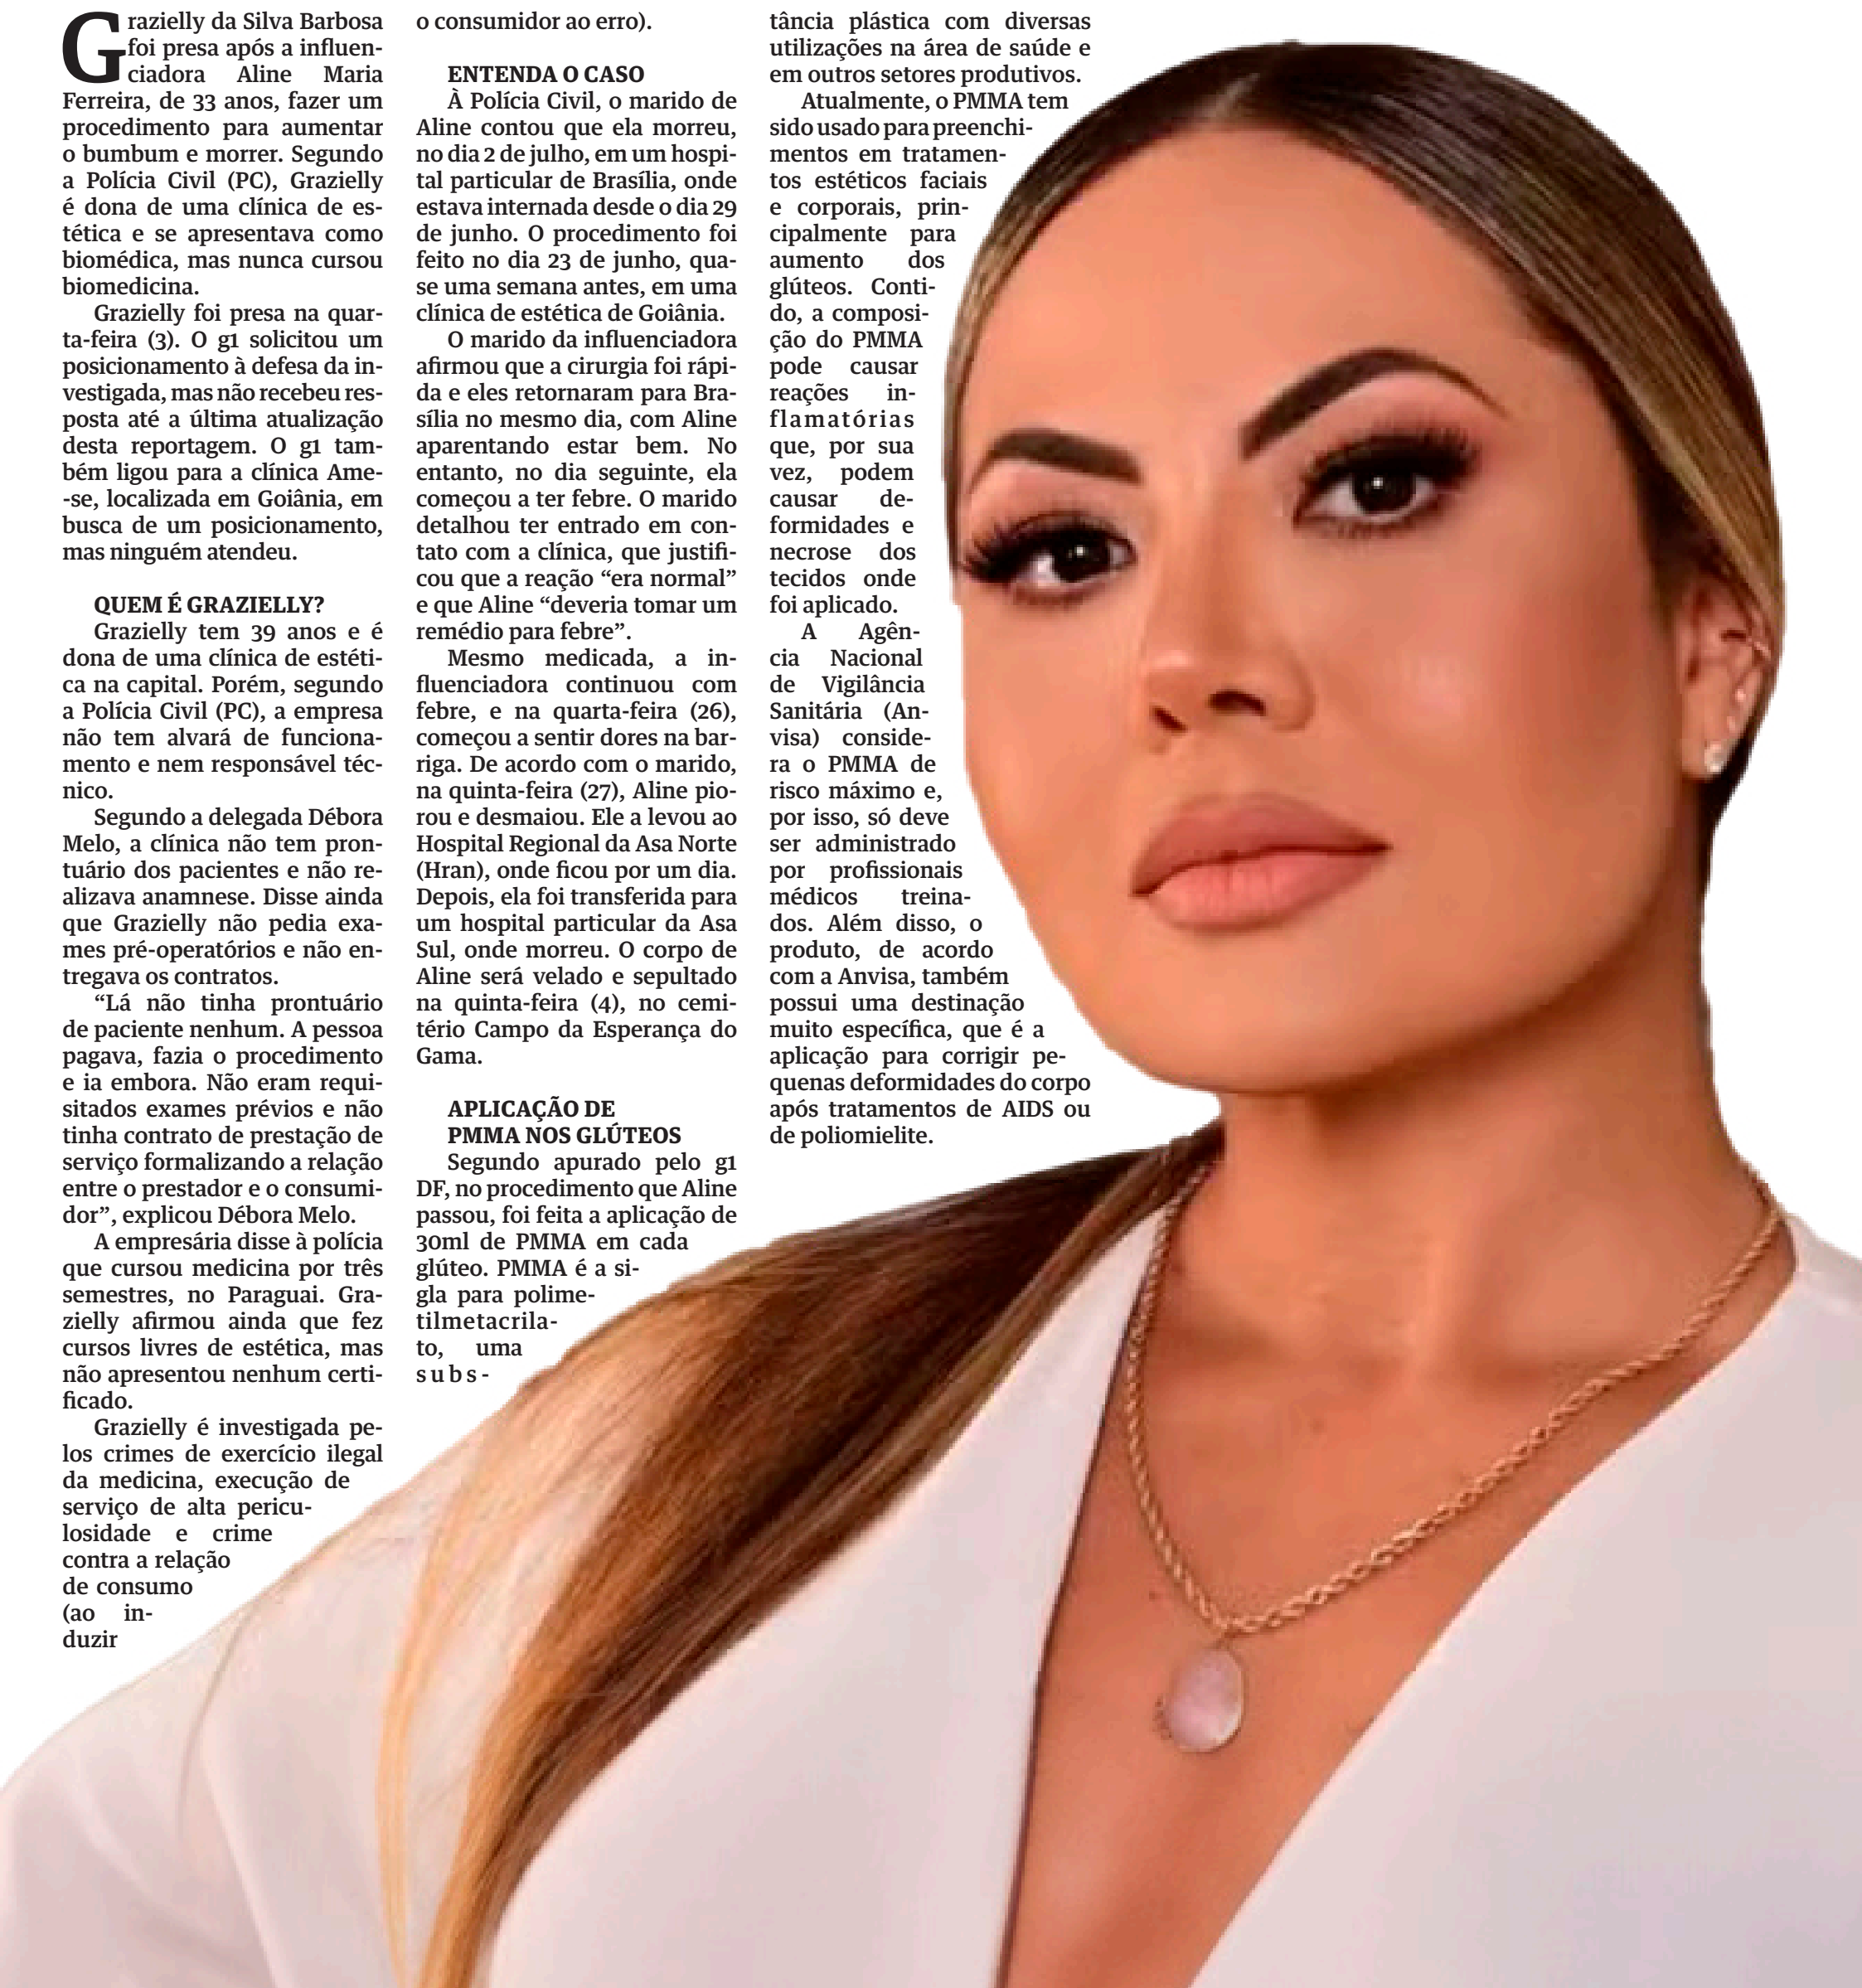 Grazielly da Silva Barbosa
foi presa após a influen-
ciadora Aline Maria
Ferreira, de 33 anos, fazer um
procedimento para aumentar
o bumbum e morrer. Segundo
a Polícia Civil (PC), Grazielly
é dona de uma clínica de es-
tética e se apresentava como
biomédica, mas nunca cursou
biomedicina.
Grazielly foi presa na quar-
ta-feira (3). O g1 solicitou um
posicionamento à defesa da in-
vestigada, mas não recebeu res-
posta até a última atualização
desta reportagem. O g1 tam-
bém ligou para a clínica Ame-
-se, localizada em Goiânia, em
busca de um posicionamento,
mas ninguém atendeu.
QUEM É GRAZIELLY?
Grazielly tem 39 anos e é
dona de uma clínica de estéti-
ca na capital. Porém, segundo
a Polícia Civil (PC), a empresa
não tem alvará de funciona-
mento e nem responsável téc-
nico.
Segundo a delegada Débora
Melo, a clínica não tem pron-
tuário dos pacientes e não re-
alizava anamnese. Disse ainda
que Grazielly não pedia exa-
mes pré-operatórios e não en-
tregava os contratos.
“Lá não tinha prontuário
de paciente nenhum. A pessoa
pagava, fazia o procedimento
e ia embora. Não eram requi-
sitados exames prévios e não
tinha contrato de prestação de
serviço formalizando a relação
entre o prestador e o consumi-
dor”, explicou Débora Melo.
A empresária disse à polícia
que cursou medicina por três
semestres, no Paraguai. Gra-
zielly afirmou ainda que fez
cursos livres de estética, mas
não apresentou nenhum certi-
ficado.
Grazielly é investigada pe-
los crimes de exercício ilegal
da medicina, execução de
serviço de alta pericu-
losidade e crime
contra a relação
de consumo
(ao in-
duzir
o consumidor ao erro).
ENTENDA O CASO
À Polícia Civil, o marido de
Aline contou que ela morreu,
no dia 2 de julho, em um hospi-
tal particular de Brasília, onde
estava internada desde o dia 29
de junho. O procedimento foi
feito no dia 23 de junho, qua-
se uma semana antes, em uma
clínica de estética de Goiânia.
O marido da influenciadora
afirmou que a cirurgia foi rápi-
da e eles retornaram para Bra-
sília no mesmo dia, com Aline
aparentando estar bem. No
entanto, no dia seguinte, ela
começou a ter febre. O marido
detalhou ter entrado em con-
tato com a clínica, que justifi-
cou que a reação “era normal”
e que Aline “deveria tomar um
remédio para febre”.
Mesmo medicada, a in-
fluenciadora continuou com
febre, e na quarta-feira (26),
começou a sentir dores na bar-
riga. De acordo com o marido,
na quinta-feira (27), Aline pio-
rou e desmaiou. Ele a levou ao
Hospital Regional da Asa Norte
(Hran), onde ficou por um dia.
Depois, ela foi transferida para
um hospital particular da Asa
Sul, onde morreu. O corpo de
Aline será velado e sepultado
na quinta-feira (4), no cemi-
tério Campo da Esperança do
Gama.
APLICAÇÃO DE
PMMA NOS GLÚTEOS
Segundo apurado pelo g1
DF, no procedimento que Aline
passou, foi feita a aplicação de
30ml de PMMA em cada
glúteo. PMMA é a si-
gla para polime-
tilmetacrila-
to, uma
subs-
tância plástica com diversas
utilizações na área de saúde e
em outros setores produtivos.
Atualmente, o PMMA tem
sido usado para preenchi-
mentos em tratamen-
tos estéticos faciais
e corporais, prin-
cipalmente para
aumento dos
glúteos. Conti-
do, a composi-
ção do PMMA
pode causar
reações in-
flamatórias
que, por sua
vez, podem
causar de-
formidades e
necrose dos
tecidos onde
foi aplicado.
A Agên-
cia Nacional
de Vigilância
Sanitária (An-
visa) conside-
ra o PMMA de
risco máximo e,
por isso, só deve
ser administrado
por profissionais
médicos treina-
dos. Além disso, o
produto, de acordo
com a Anvisa, também
possui uma destinação
muito específica, que é a
aplicação para corrigir pe-
quenas deformidades do corpo
após tratamentos de AIDS ou
de poliomielite.